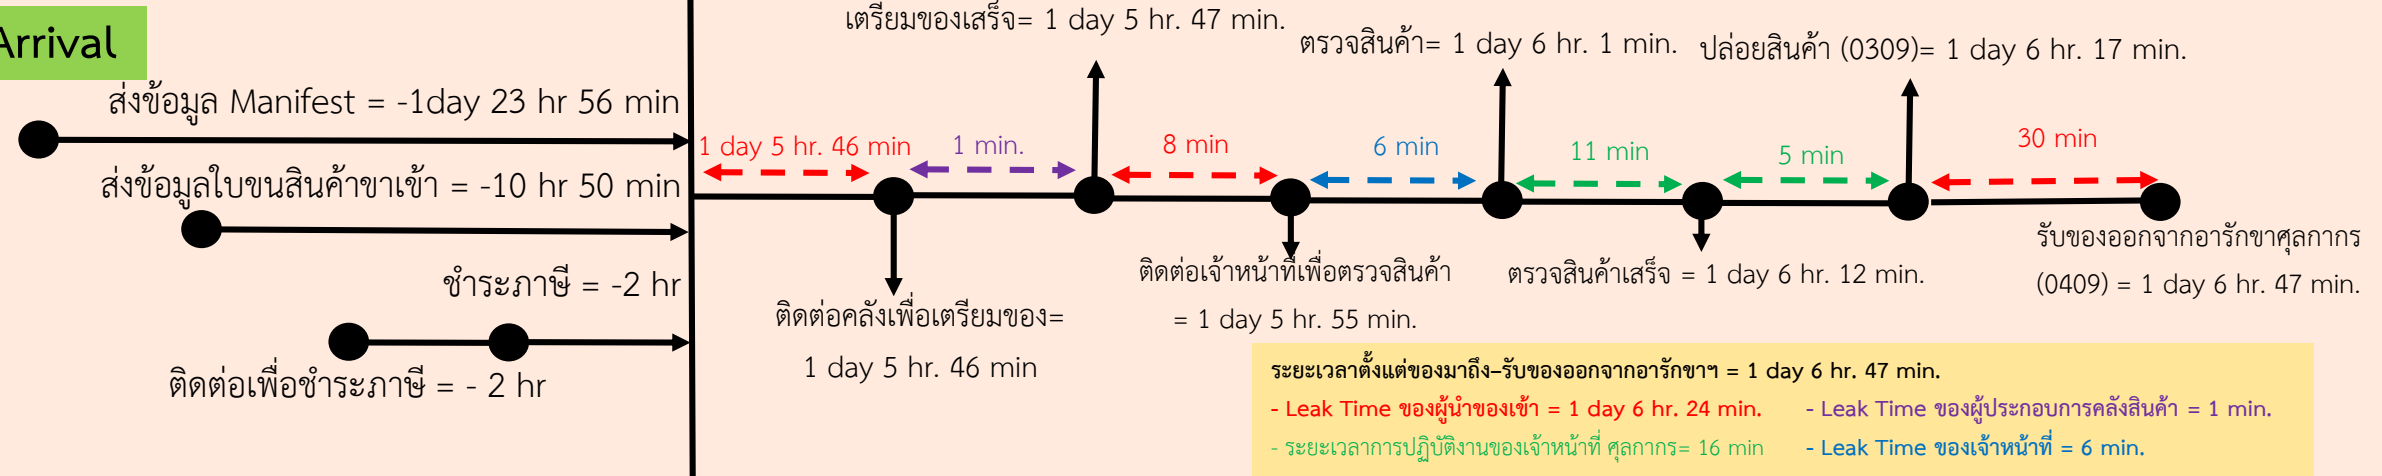 Arrival
เตรียมของเสร็จ= 1 day 5 hr. 47 min.
ตรวจสินค้า= 1 day 6 hr. 1 min.
ปล่อยสินค้า (0309)= 1 day 6 hr. 17 min.
ส่งข้อมูล Manifest = -1day 23 hr 56 min
1 day 5 hr. 46 min
1 min.
8 min
6 min
11 min
5 min
30 min
ส่งข้อมูลใบขนสินค้าขาเข้า = -10 hr 50 min
ชำระภาษี = -2 hr
ติดต่อเพื่อชำระภาษี = - 2 hr
ติดต่อคลังเพื่อเตรียมของ=
1 day 5 hr. 46 min
ติดต่อเจ้าหน้าที่เพื่อตรวจสินค้า
= 1 day 5 hr. 55 min.
ตรวจสินค้าเสร็จ = 1 day 6 hr. 12 min.
รับของออกจากอารักขาศุลกากร
(0409) = 1 day 6 hr. 47 min.
ระยะเวลาตั้งแต่ของมาถึง–รับของออกจากอารักขาฯ = 1 day 6 hr. 47 min.
- Leak Time ของผู้นำของเข้า = 1 day 6 hr. 24 min.
- Leak Time ของผู้ประกอบการคลังสินค้า = 1 min.
- ระยะเวลาการปฏิบัติงานของเจ้าหน้าที่ ศุลกากร= 16 min
- Leak Time ของเจ้าหน้าที่ = 6 min.